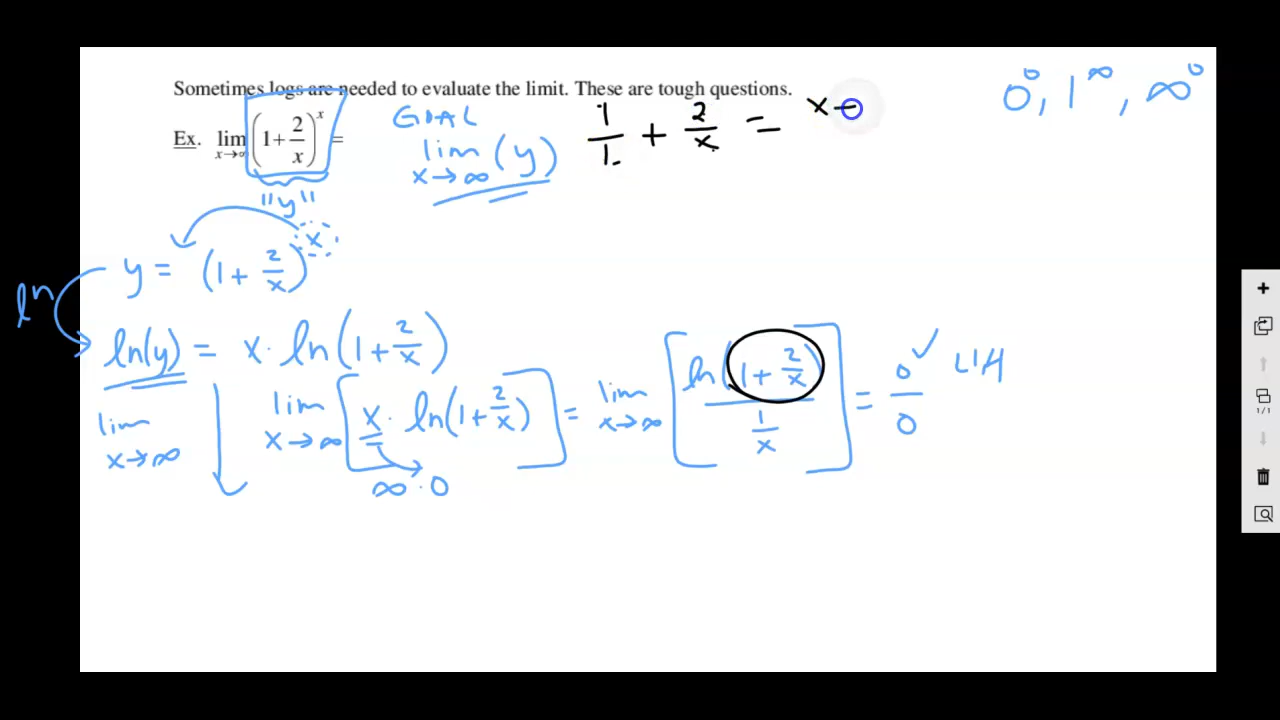 Sometimes logs are needed to evaluate the limit. These are tough questions.
0⁰, 1^∞, ∞⁰
Ex. lim x→∞ (1+2/x)^x =
"y"
GOAL
lim x→∞ (y)
1/1 + 2/x = x
y = (1+2/x)^x
ln
ln(y) = x · ln(1+2/x)
lim x→∞ lim x→∞ [x · ln(1+2/x)] = lim x→∞ [ln(1+2/x) / (1/x)] = 0/0 ✓ L'H
∞ · 0
1/1